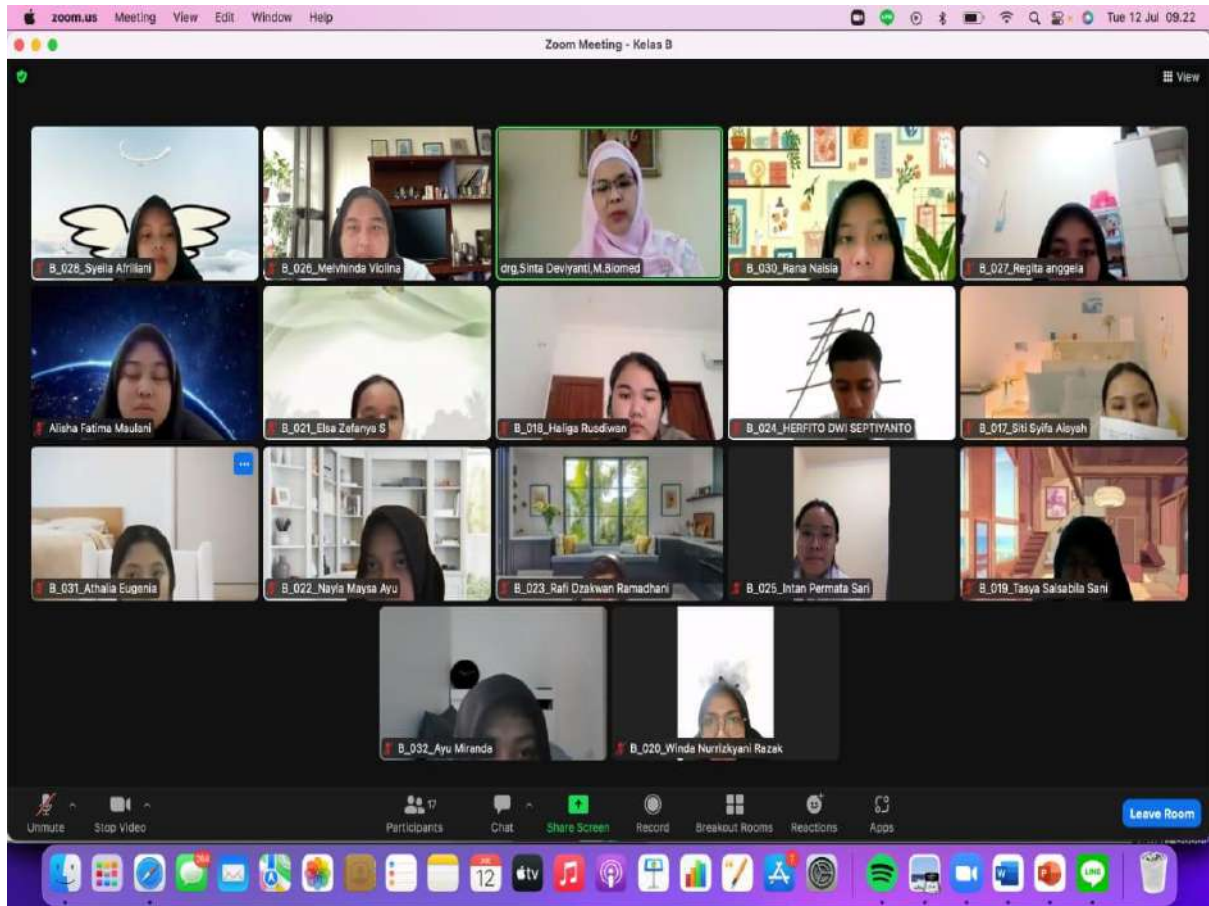 zoom.us Meeting View Edit Window Help Tue 12 Jul 09.22
Zoom Meeting - Kelas B
View
B_028_Syella Afriliani
B_026_Melvhinda Violina
drg,Sinta Deviyanti,M.Biomed
B_030_Rana Naisia
B_027_Regita anggela
Alisha Fatima Maulani
B_021_Elsa Zefanya S
B_018_Haliga Rusdiwan
B_024_HERFITO DWI SEPTIYANTO
B_017_Siti Syifa Aisyah
B_031_Athalia Eugenia
B_022_Nayla Maysa Ayu
B_023_Rafi Dzakwan Ramadhani
B_025_Intan Permata Sari
B_019_Tasya Salsabila Sani
B_032_Ayu Miranda
B_020_Winda Nurrizkyani Razak
17
Unmute Stop Video Participants Chat Share Screen Record Breakout Rooms Reactions Apps Leave Room
12 tv